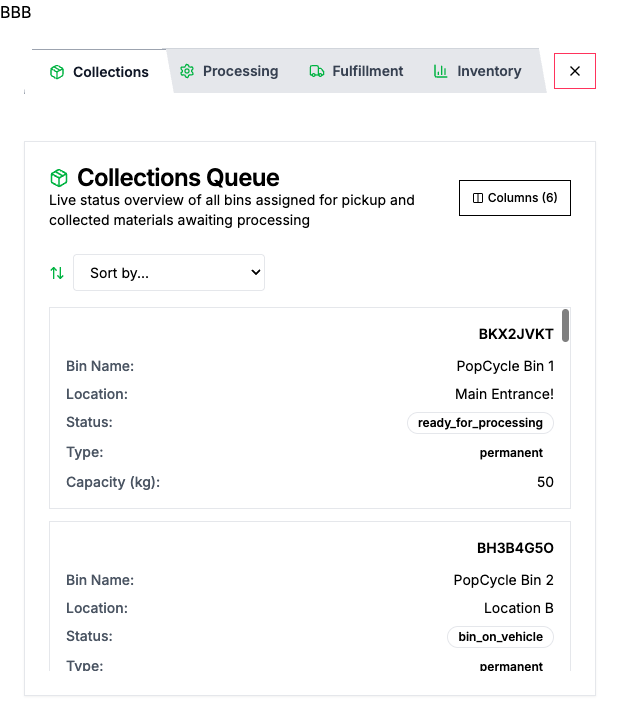 BBB
Collections Processing Fulfillment Inventory
Collections Queue
Live status overview of all bins assigned for pickup and
collected materials awaiting processing
Columns (6)
Sort by...
BKX2JVKT
Bin Name: PopCycle Bin 1
Location: Main Entrance!
Status: ready_for_processing
Type: permanent
Capacity (kg): 50
BH3B4G5O
Bin Name: PopCycle Bin 2
Location: Location B
Status: bin_on_vehicle
Type: permanent